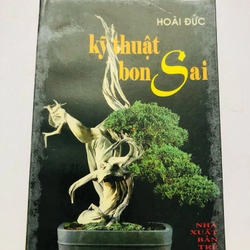 HOÀI ĐỨC
kỹ thuật
bon Sai
NHÀ
XUẤT
BẢN
TRẺ